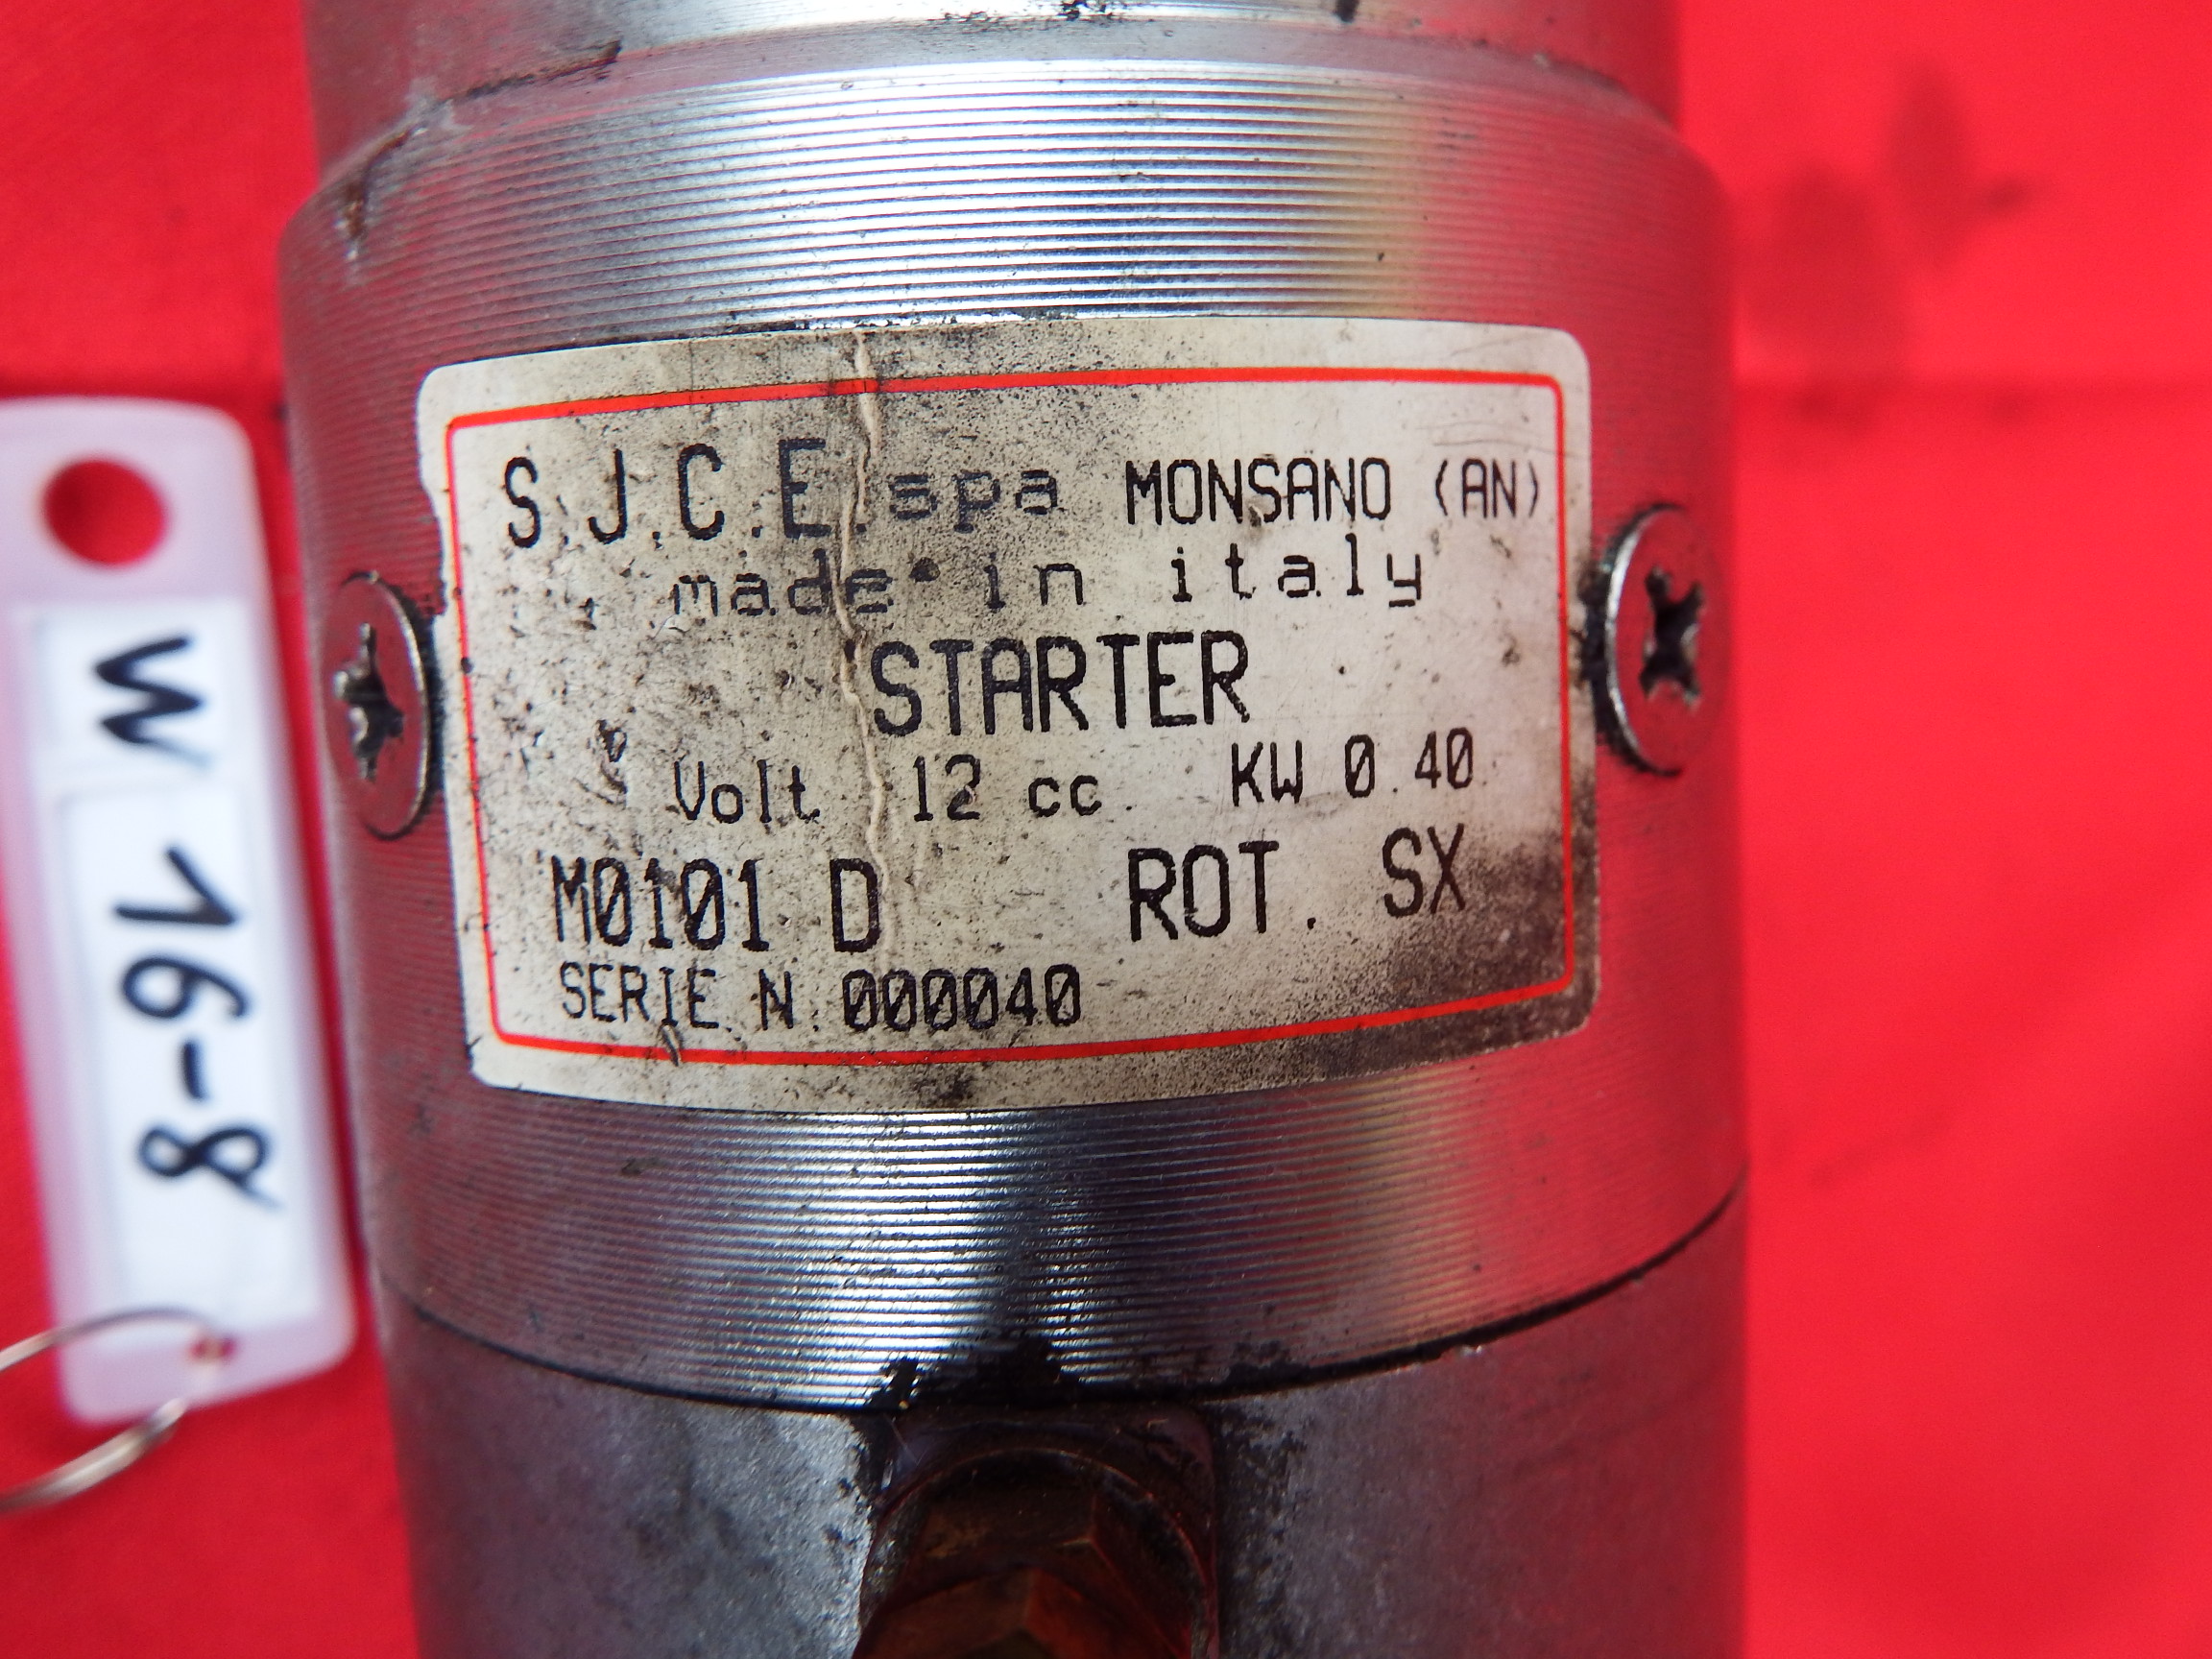 S.J.C.E.spa MONSANO (AN)
made in italy
STARTER
Volt 12 cc. KW 0.40
M0101 D ROT. SX
SERIE N.000040
W 16-8